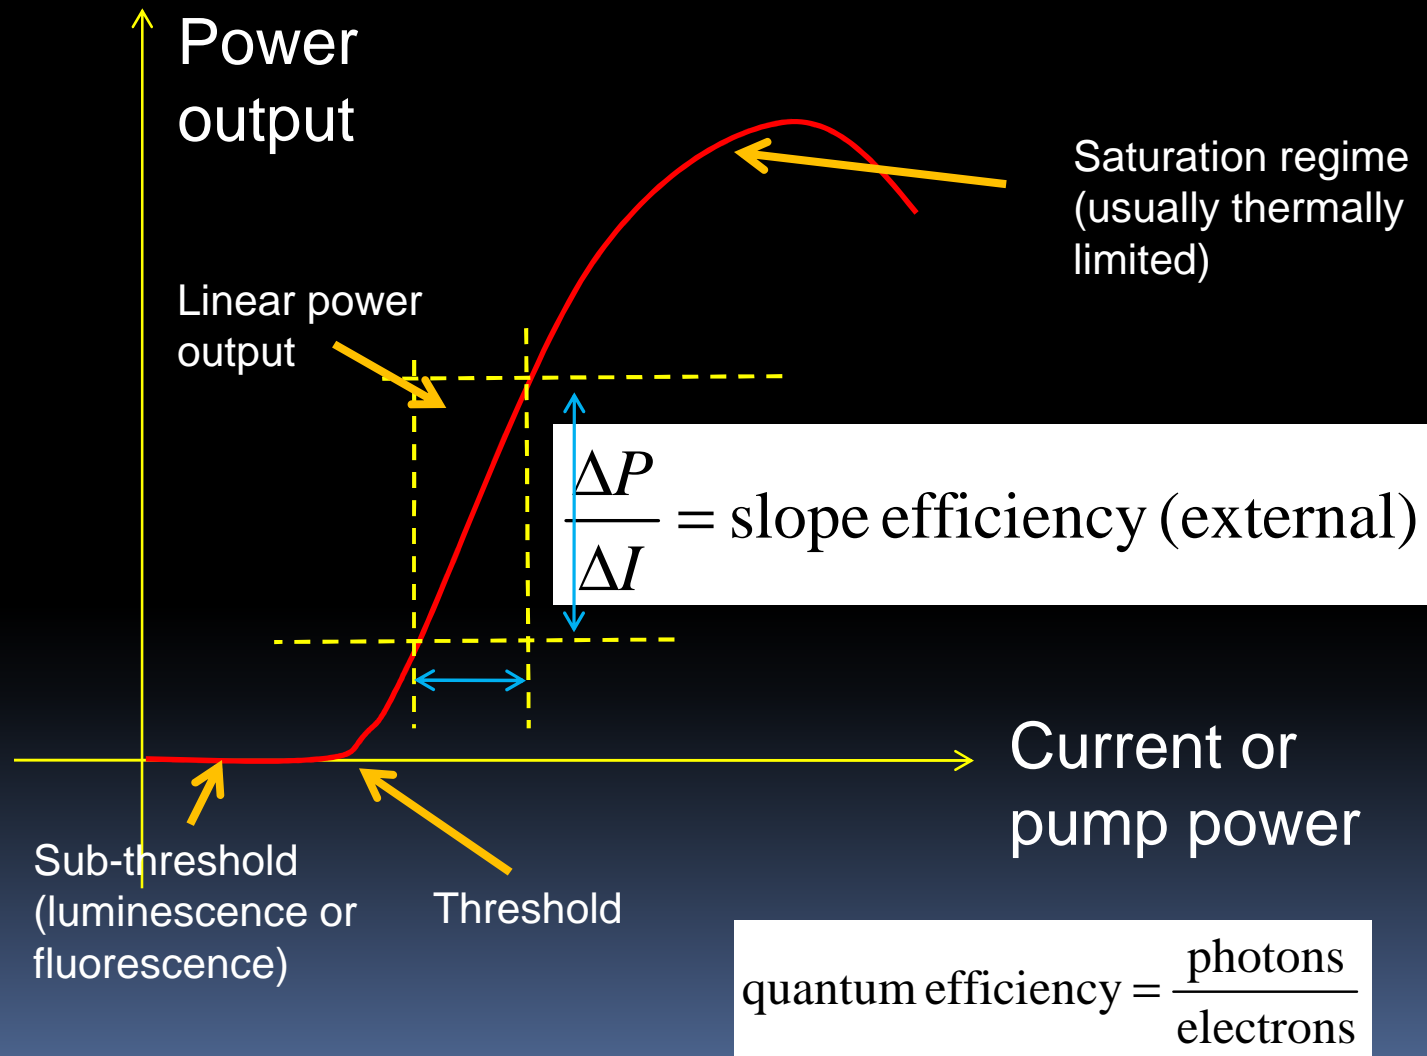 Power
output
Saturation regime
(usually thermally
limited)
Linear power
output
ΔP/ΔI = slope efficiency (external)
Current or
pump power
Sub-threshold
(luminescence or
fluorescence)
Threshold
quantum efficiency = photons/electrons